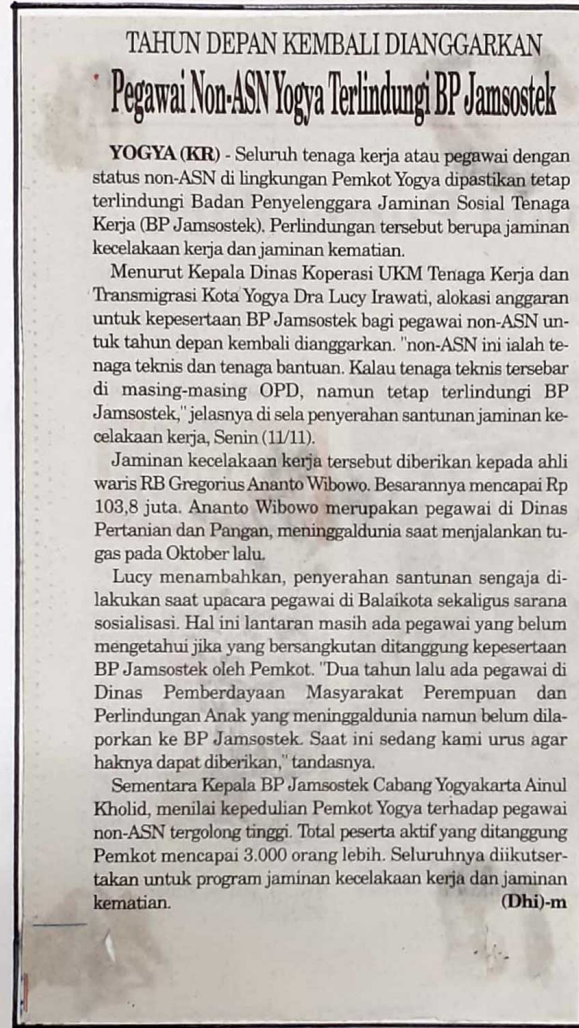 TAHUN DEPAN KEMBALI DIANGGARKAN
Pegawai Non-ASN Yogya Terlindungi BP Jamsostek
YOGYA (KR) - Seluruh tenaga kerja atau pegawai dengan
status non-ASN di lingkungan Pemkot Yogya dipastikan tetap
terlindungi Badan Penyelenggara Jaminan Sosial Tenaga
Kerja (BP Jamsostek). Perlindungan tersebut berupa jaminan
kecelakaan kerja dan jaminan kematian.
Menurut Kepala Dinas Koperasi UKM Tenaga Kerja dan
Transmigrasi Kota Yogya Dra Lucy Irawati, alokasi anggaran
untuk kepesertaan BP Jamsostek bagi pegawai non-ASN un-
tuk tahun depan kembali dianggarkan. "non-ASN ini ialah te-
naga teknis dan tenaga bantuan. Kalau tenaga teknis tersebar
di masing-masing OPD, namun tetap terlindungi BP
Jamsostek," jelasnya di sela penyerahan santunan jaminan ke-
celakaan kerja, Senin (11/11).
Jaminan kecelakaan kerja tersebut diberikan kepada ahli
waris RB Gregorius Ananto Wibowo. Besarannya mencapai Rp
103,8 juta. Ananto Wibowo merupakan pegawai di Dinas
Pertanian dan Pangan, meninggaldunia saat menjalankan tu-
gas pada Oktober lalu.
Lucy menambahkan, penyerahan santunan sengaja di-
lakukan saat upacara pegawai di Balaikota sekaligus sarana
sosialisasi. Hal ini lantaran masih ada pegawai yang belum
mengetahui jika yang bersangkutan ditanggung kepesertaan
BP Jamsostek oleh Pemkot. "Dua tahun lalu ada pegawai di
Dinas Pemberdayaan Masyarakat Perempuan dan
Perlindungan Anak yang meninggaldunia namun belum dila-
porkan ke BP Jamsostek. Saat ini sedang kami urus agar
haknya dapat diberikan," tandasnya.
Sementara Kepala BP Jamsostek Cabang Yogyakarta Ainul
Kholid, menilai kepedulian Pemkot Yogya terhadap pegawai
non-ASN tergolong tinggi. Total peserta aktif yang ditanggung
Pemkot mencapai 3.000 orang lebih. Seluruhnya diikutser-
takan untuk program jaminan kecelakaan kerja dan jaminan
kematian. (Dhi)-m